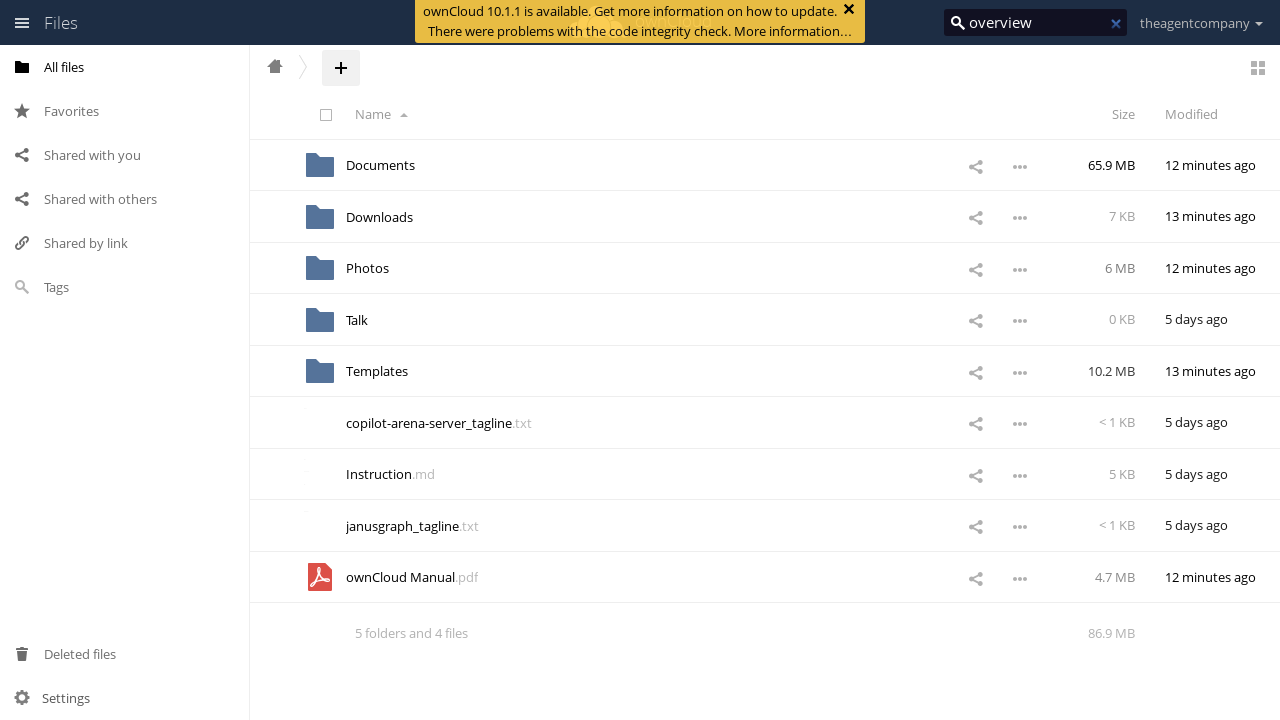 Files
ownCloud 10.1.1 is available. Get more information on how to update.
There were problems with the code integrity check. More information…
overview
theagentcompany
All files
Favorites
Shared with you
Shared with others
Shared by link
Tags
Deleted files
Settings
Name Size Modified
Documents 65.9 MB 12 minutes ago
Downloads 7 KB 13 minutes ago
Photos 6 MB 12 minutes ago
Talk 0 KB 5 days ago
Templates 10.2 MB 13 minutes ago
copilot-arena-server_tagline.txt < 1 KB 5 days ago
Instruction.md 5 KB 5 days ago
janusgraph_tagline.txt < 1 KB 5 days ago
ownCloud Manual.pdf 4.7 MB 12 minutes ago
5 folders and 4 files 86.9 MB